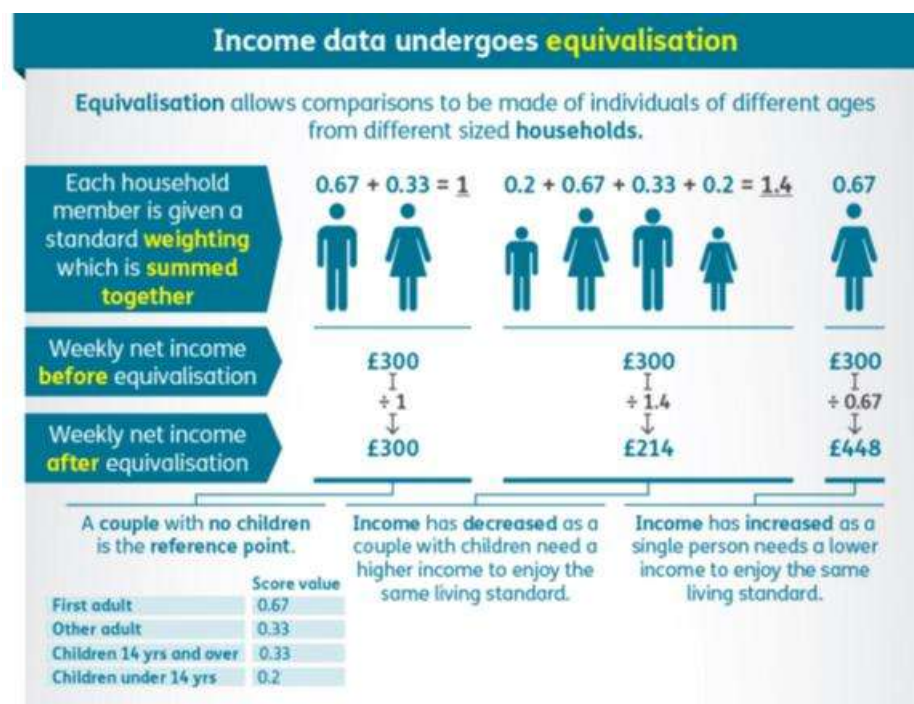 Income data undergoes equivalisation
Equivalisation allows comparisons to be made of individuals of different ages
from different sized households.
Each household
member is given a
standard weighting
which is summed
together
0.67 + 0.33 = 1
0.2 + 0.67 + 0.33 + 0.2 = 1.4
0.67
Weekly net income
before equivalisation
£300
£300
£300
÷ 1
÷ 1.4
÷ 0.67
Weekly net income
after equivalisation
£300
£214
£448
A couple with no children
is the reference point.
Income has decreased as a
couple with children need a
higher income to enjoy the
same living standard.
Income has increased as a
single person needs a lower
income to enjoy the same
living standard.
Score value
First adult 0.67
Other adult 0.33
Children 14 yrs and over 0.33
Children under 14 yrs 0.2